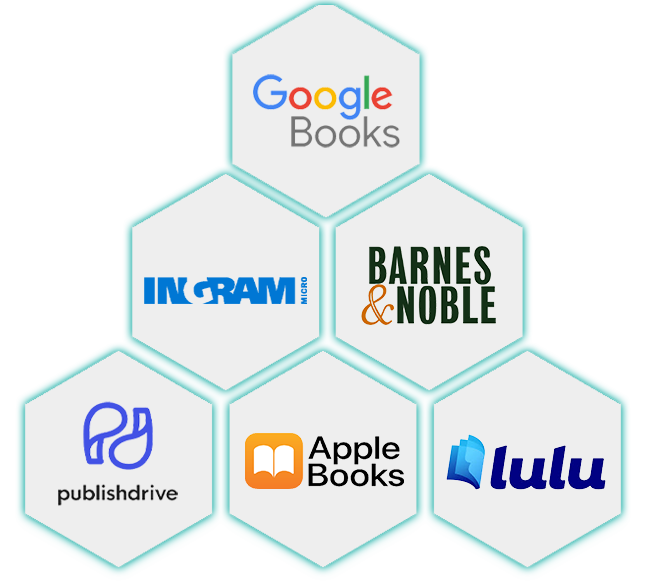 Google
Books
INGRAM
MICRO
BARNES
&NOBLE
publishdrive
Apple
Books
lulu